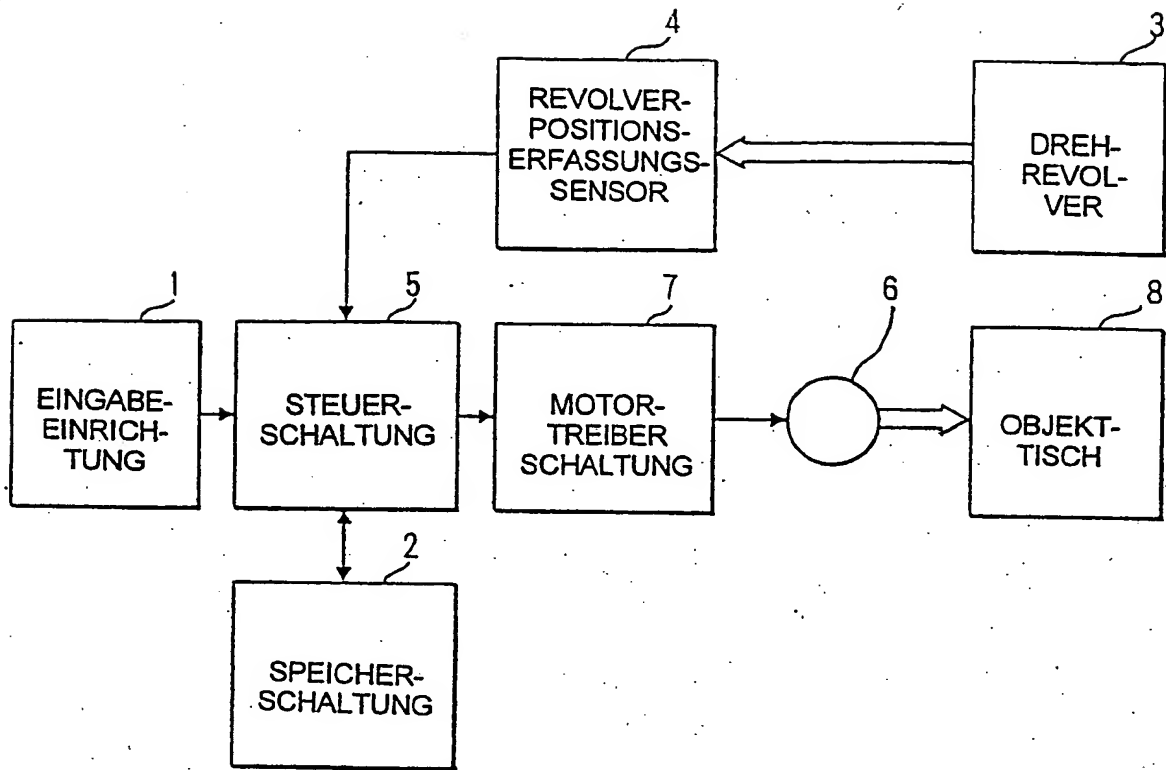 4
REVOLVER-
POSITIONS-
ERFASSUNGS-
SENSOR
3
DREH-
REVOL-
VER
1
EINGABE-
EINRICH-
TUNG
5
STEUER-
SCHALTUNG
7
MOTOR-
TREIBER
SCHALTUNG
6
8
OBJEKT-
TISCH
2
SPEICHER-
SCHALTUNG